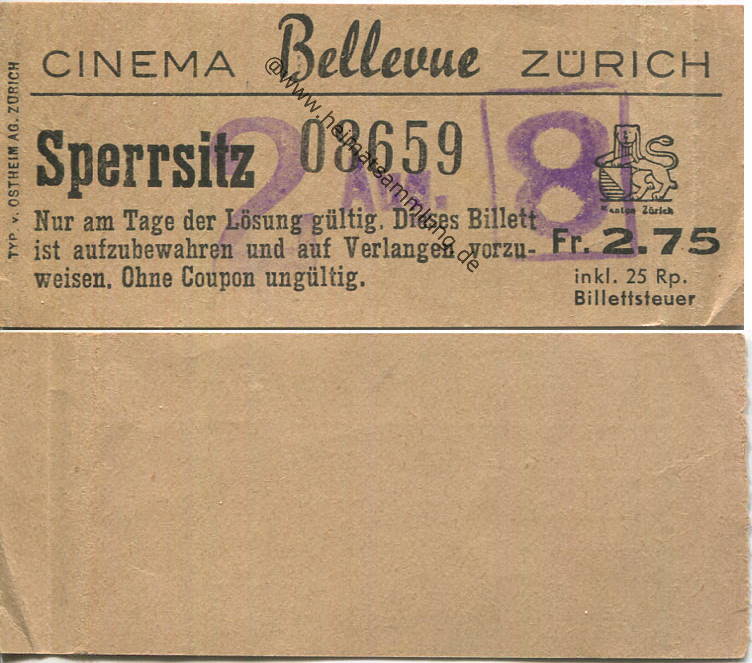 CINEMA Bellevue ZÜRICH
TYP. v. OSTHEIM AG. ZÜRICH
Sperrsitz 08659
2 8
Kanton Zürich
Nur am Tage der Lösung gültig. Dieses Billett
ist aufzubewahren und auf Verlangen vorzu-
weisen. Ohne Coupon ungültig.
Fr. 2.75
inkl. 25 Rp.
Billettsteuer
@www.heimatsammlung.de